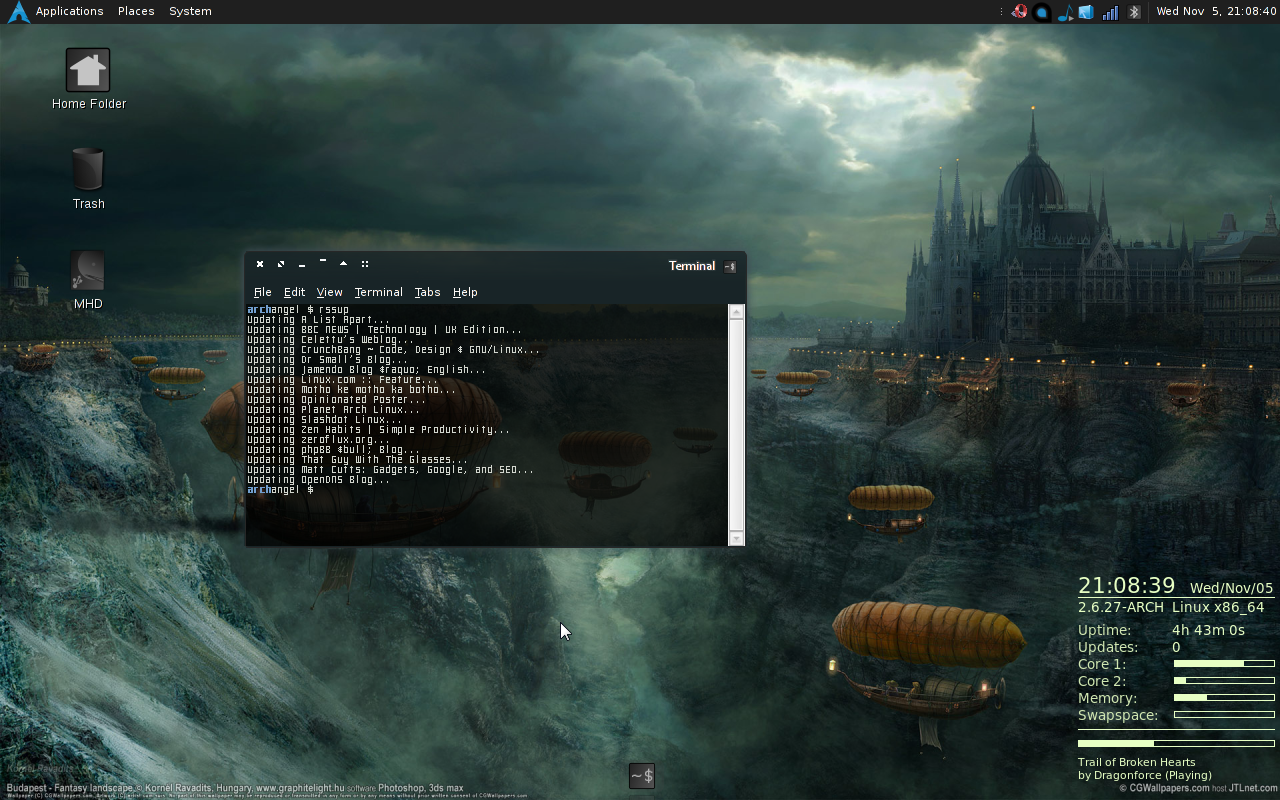 Applications Places System
Wed Nov 5, 21:08:40
Home Folder
Trash
MHD
Terminal
~$
File Edit View Terminal Tabs Help
archangel $ rssup
Updating A List Apart...
Updating BBC NEWS | Technology | UK Edition...
Updating Celettu's Weblog...
Updating CrunchBang ~ Code, Design & GNU/Linux...
Updating Dr Small's Blog...
Updating Jamendo Blog &raquo; English...
Updating Linux.com :: Feature...
Updating Motho ke motho ka botho...
Updating Opinionated Poster...
Updating Planet Arch Linux...
Updating Slashdot Linux...
Updating Zen Habits | Simple Productivity...
Updating zeroflux.org...
Updating phpBB &bull; Blog...
Updating That Guy With The Glasses...
Updating Matt Cutts: Gadgets, Google, and SEO...
Updating OpenDNS Blog...
archangel $
21:08:39 Wed/Nov/05
2.6.27-ARCH Linux x86_64
Uptime: 4h 43m 0s
Updates: 0
Core 1:
Core 2:
Memory:
Swapspace:
Trail of Broken Hearts
by Dragonforce (Playing)
~$
Kornel Ravadits
Budapest - Fantasy landscape, © Kornel Ravadits, Hungary, www.graphitelight.hu software Photoshop, 3ds max
© CGWallpapers.com host JTLnet.com